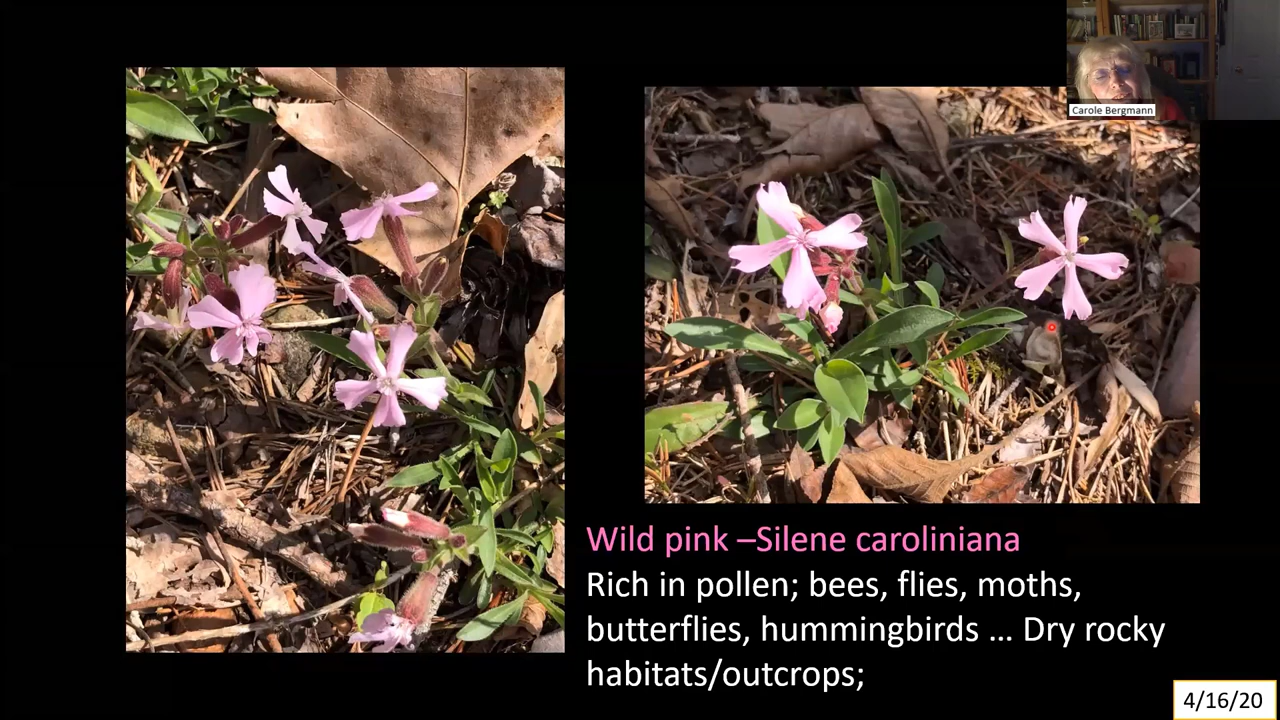 Carole Bergmann
Wild pink –Silene caroliniana
Rich in pollen; bees, flies, moths,
butterflies, hummingbirds ... Dry rocky
habitats/outcrops;
4/16/20